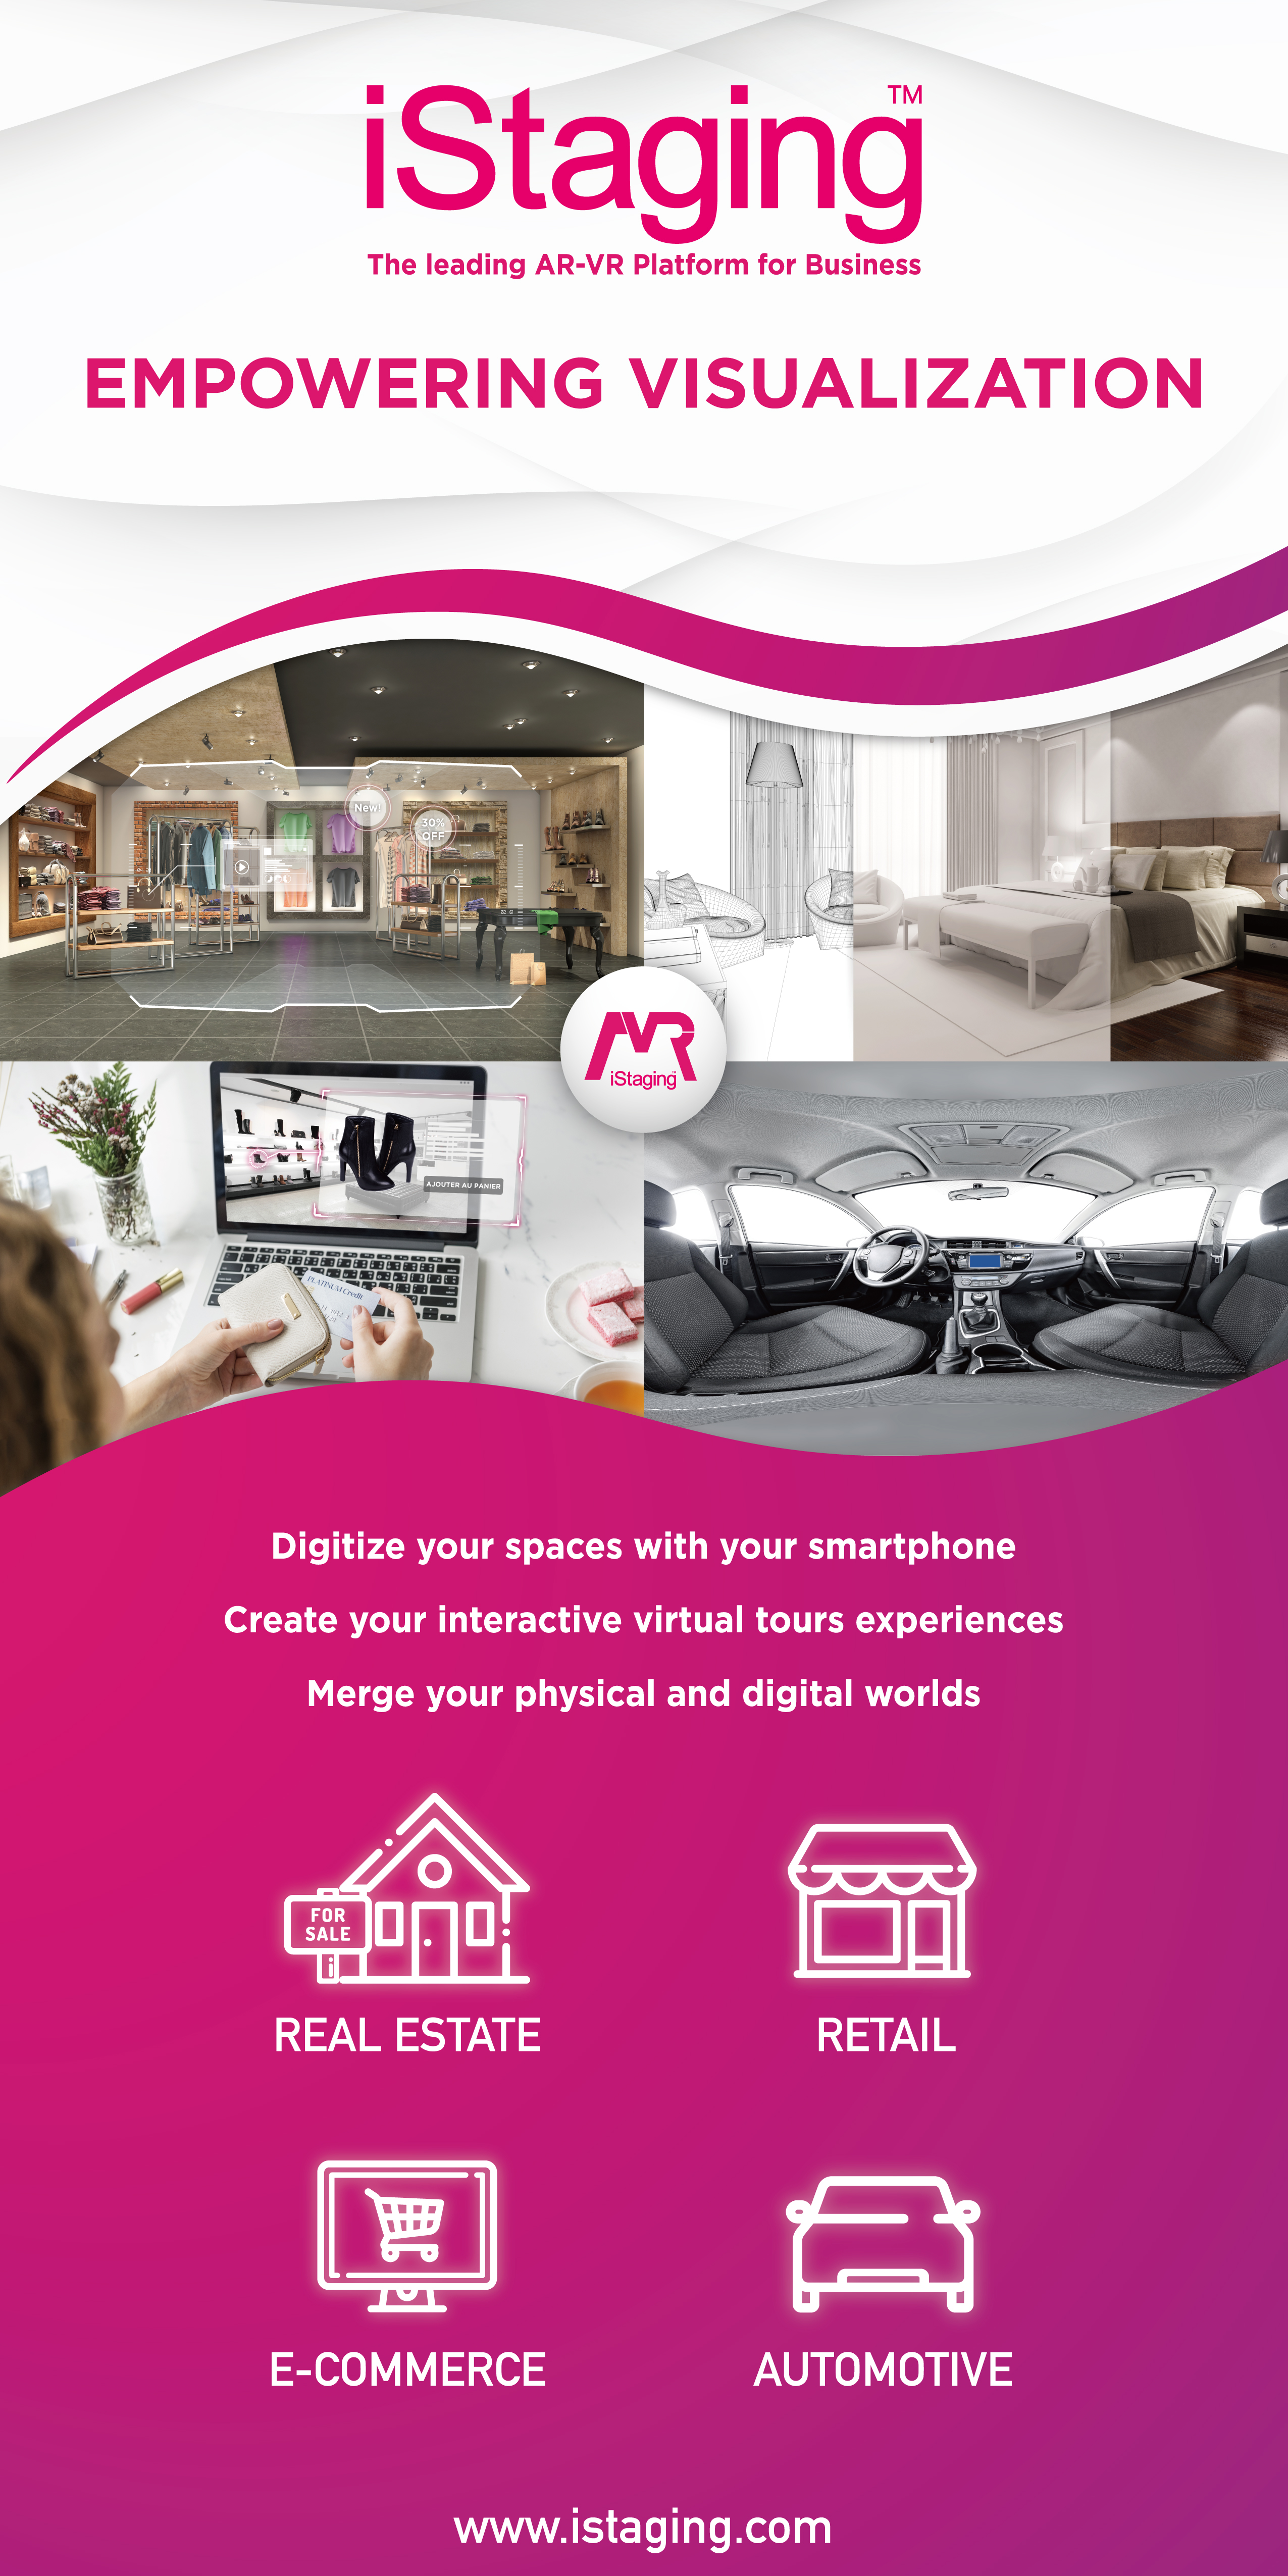 iStaging™
The leading AR-VR Platform for Business
EMPOWERING VISUALIZATION
New!
30%
OFF
AVR
iStaging™
AJOUTER AU PANIER
PLATINUM Credit
Digitize your spaces with your smartphone
Create your interactive virtual tours experiences
Merge your physical and digital worlds
FOR
SALE
REAL ESTATE
RETAIL
E-COMMERCE
AUTOMOTIVE
www.istaging.com